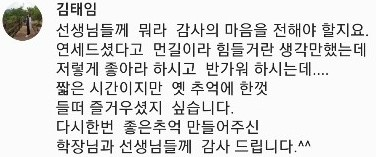 김태임
선생님들께 뭐라 감사의 마음을 전해야 할지요.
연세드셨다고 먼길이라 힘들거란 생각만했는데
저렇게 좋아라 하시고 반가워 하시는데....
짧은 시간이지만 옛 추억에 한껏
들떠 즐거우셨지 싶습니다.
다시한번 좋은추억 만들어주신
학장님과 선생님들께 감사 드립니다.^^